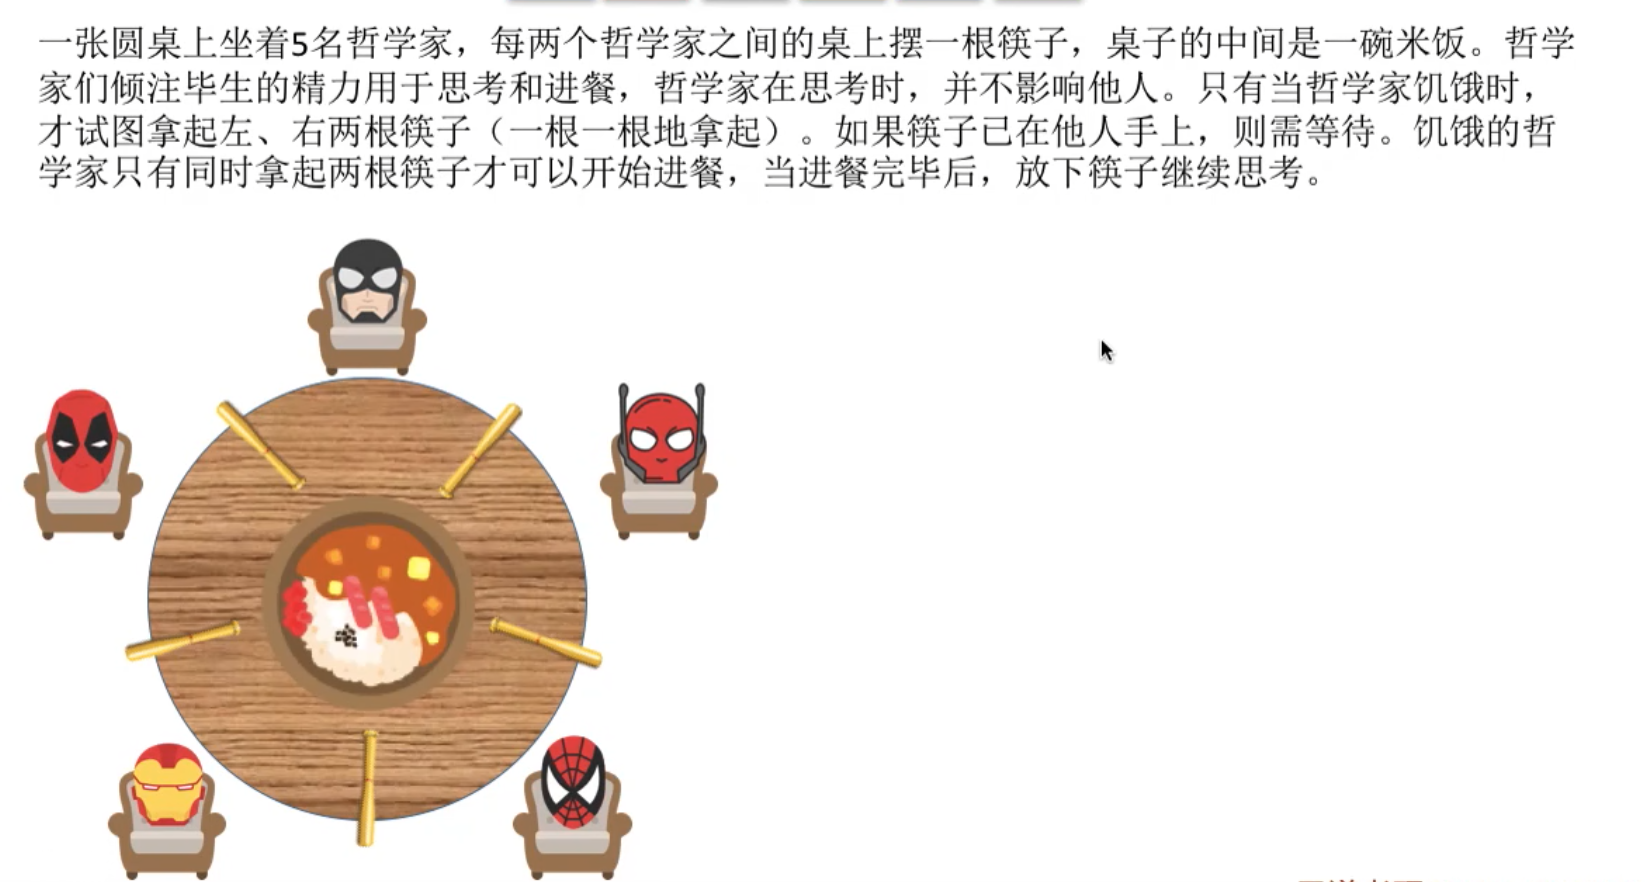 一张圆桌上坐着5名哲学家，每两个哲学家之间的桌上摆一根筷子，桌子的中间是一碗米饭。哲学
家们倾注毕生的精力用于思考和进餐，哲学家在思考时，并不影响他人。只有当哲学家饥饿时，
才试图拿起左、右两根筷子（一根一根地拿起）。如果筷子已在他人手上，则需等待。饥饿的哲
学家只有同时拿起两根筷子才可以开始进餐，当进餐完毕后，放下筷子继续思考。